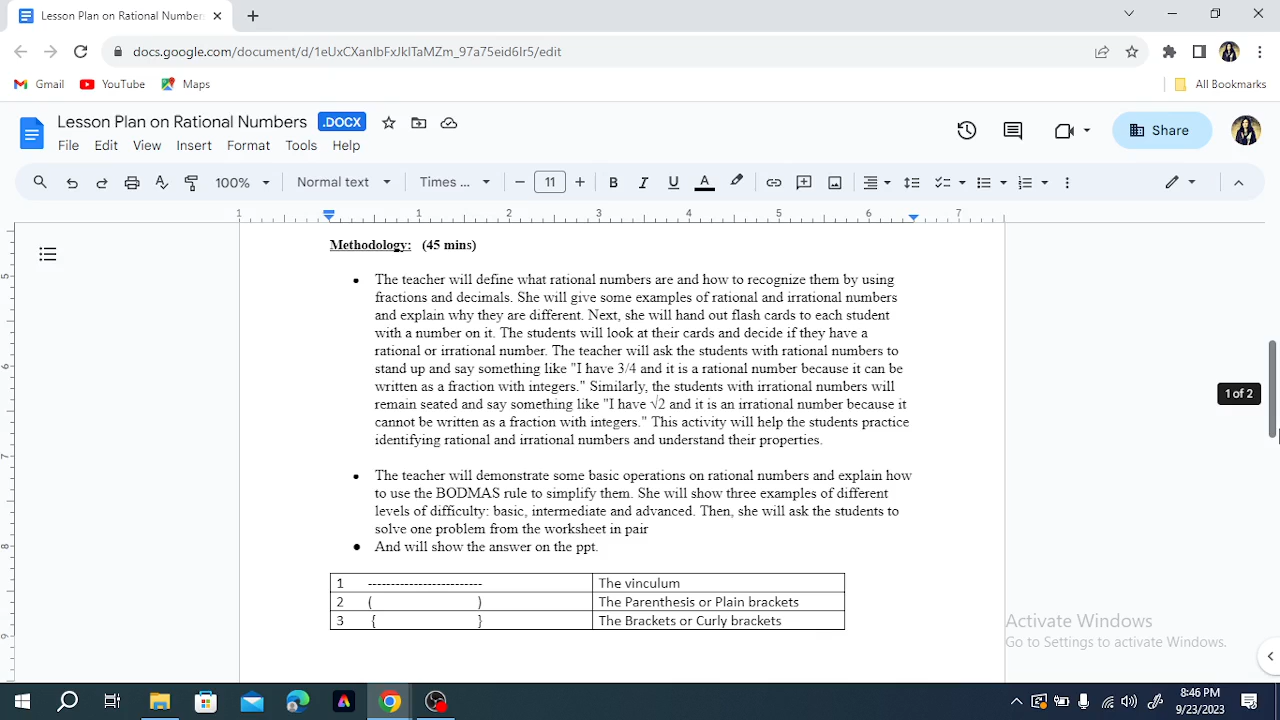 Lesson Plan on Rational Number
docs.google.com/document/d/1eUxCXanIbFxJkITaMZm_97a75eid6Ir5/edit
Gmail YouTube Maps All Bookmarks
Lesson Plan on Rational Numbers .DOCX
File Edit View Insert Format Tools Help
Share
100% Normal text Times ... 11
1 1 2 3 4 5 6 7
Methodology: (45 mins)
• The teacher will define what rational numbers are and how to recognize them by using
fractions and decimals. She will give some examples of rational and irrational numbers
and explain why they are different. Next, she will hand out flash cards to each student
with a number on it. The students will look at their cards and decide if they have a
rational or irrational number. The teacher will ask the students with rational numbers to
stand up and say something like "I have 3/4 and it is a rational number because it can be
written as a fraction with integers." Similarly, the students with irrational numbers will
1 of 2
remain seated and say something like "I have √2 and it is an irrational number because it
cannot be written as a fraction with integers." This activity will help the students practice
identifying rational and irrational numbers and understand their properties.
• The teacher will demonstrate some basic operations on rational numbers and explain how
to use the BODMAS rule to simplify them. She will show three examples of different
levels of difficulty: basic, intermediate and advanced. Then, she will ask the students to
solve one problem from the worksheet in pair
• And will show the answer on the ppt.
1 ------------------------- The vinculum
2 ( ) The Parenthesis or Plain brackets
3 { } The Brackets or Curly brackets
Activate Windows
Go to Settings to activate Windows.
8:46 PM
9/23/2023